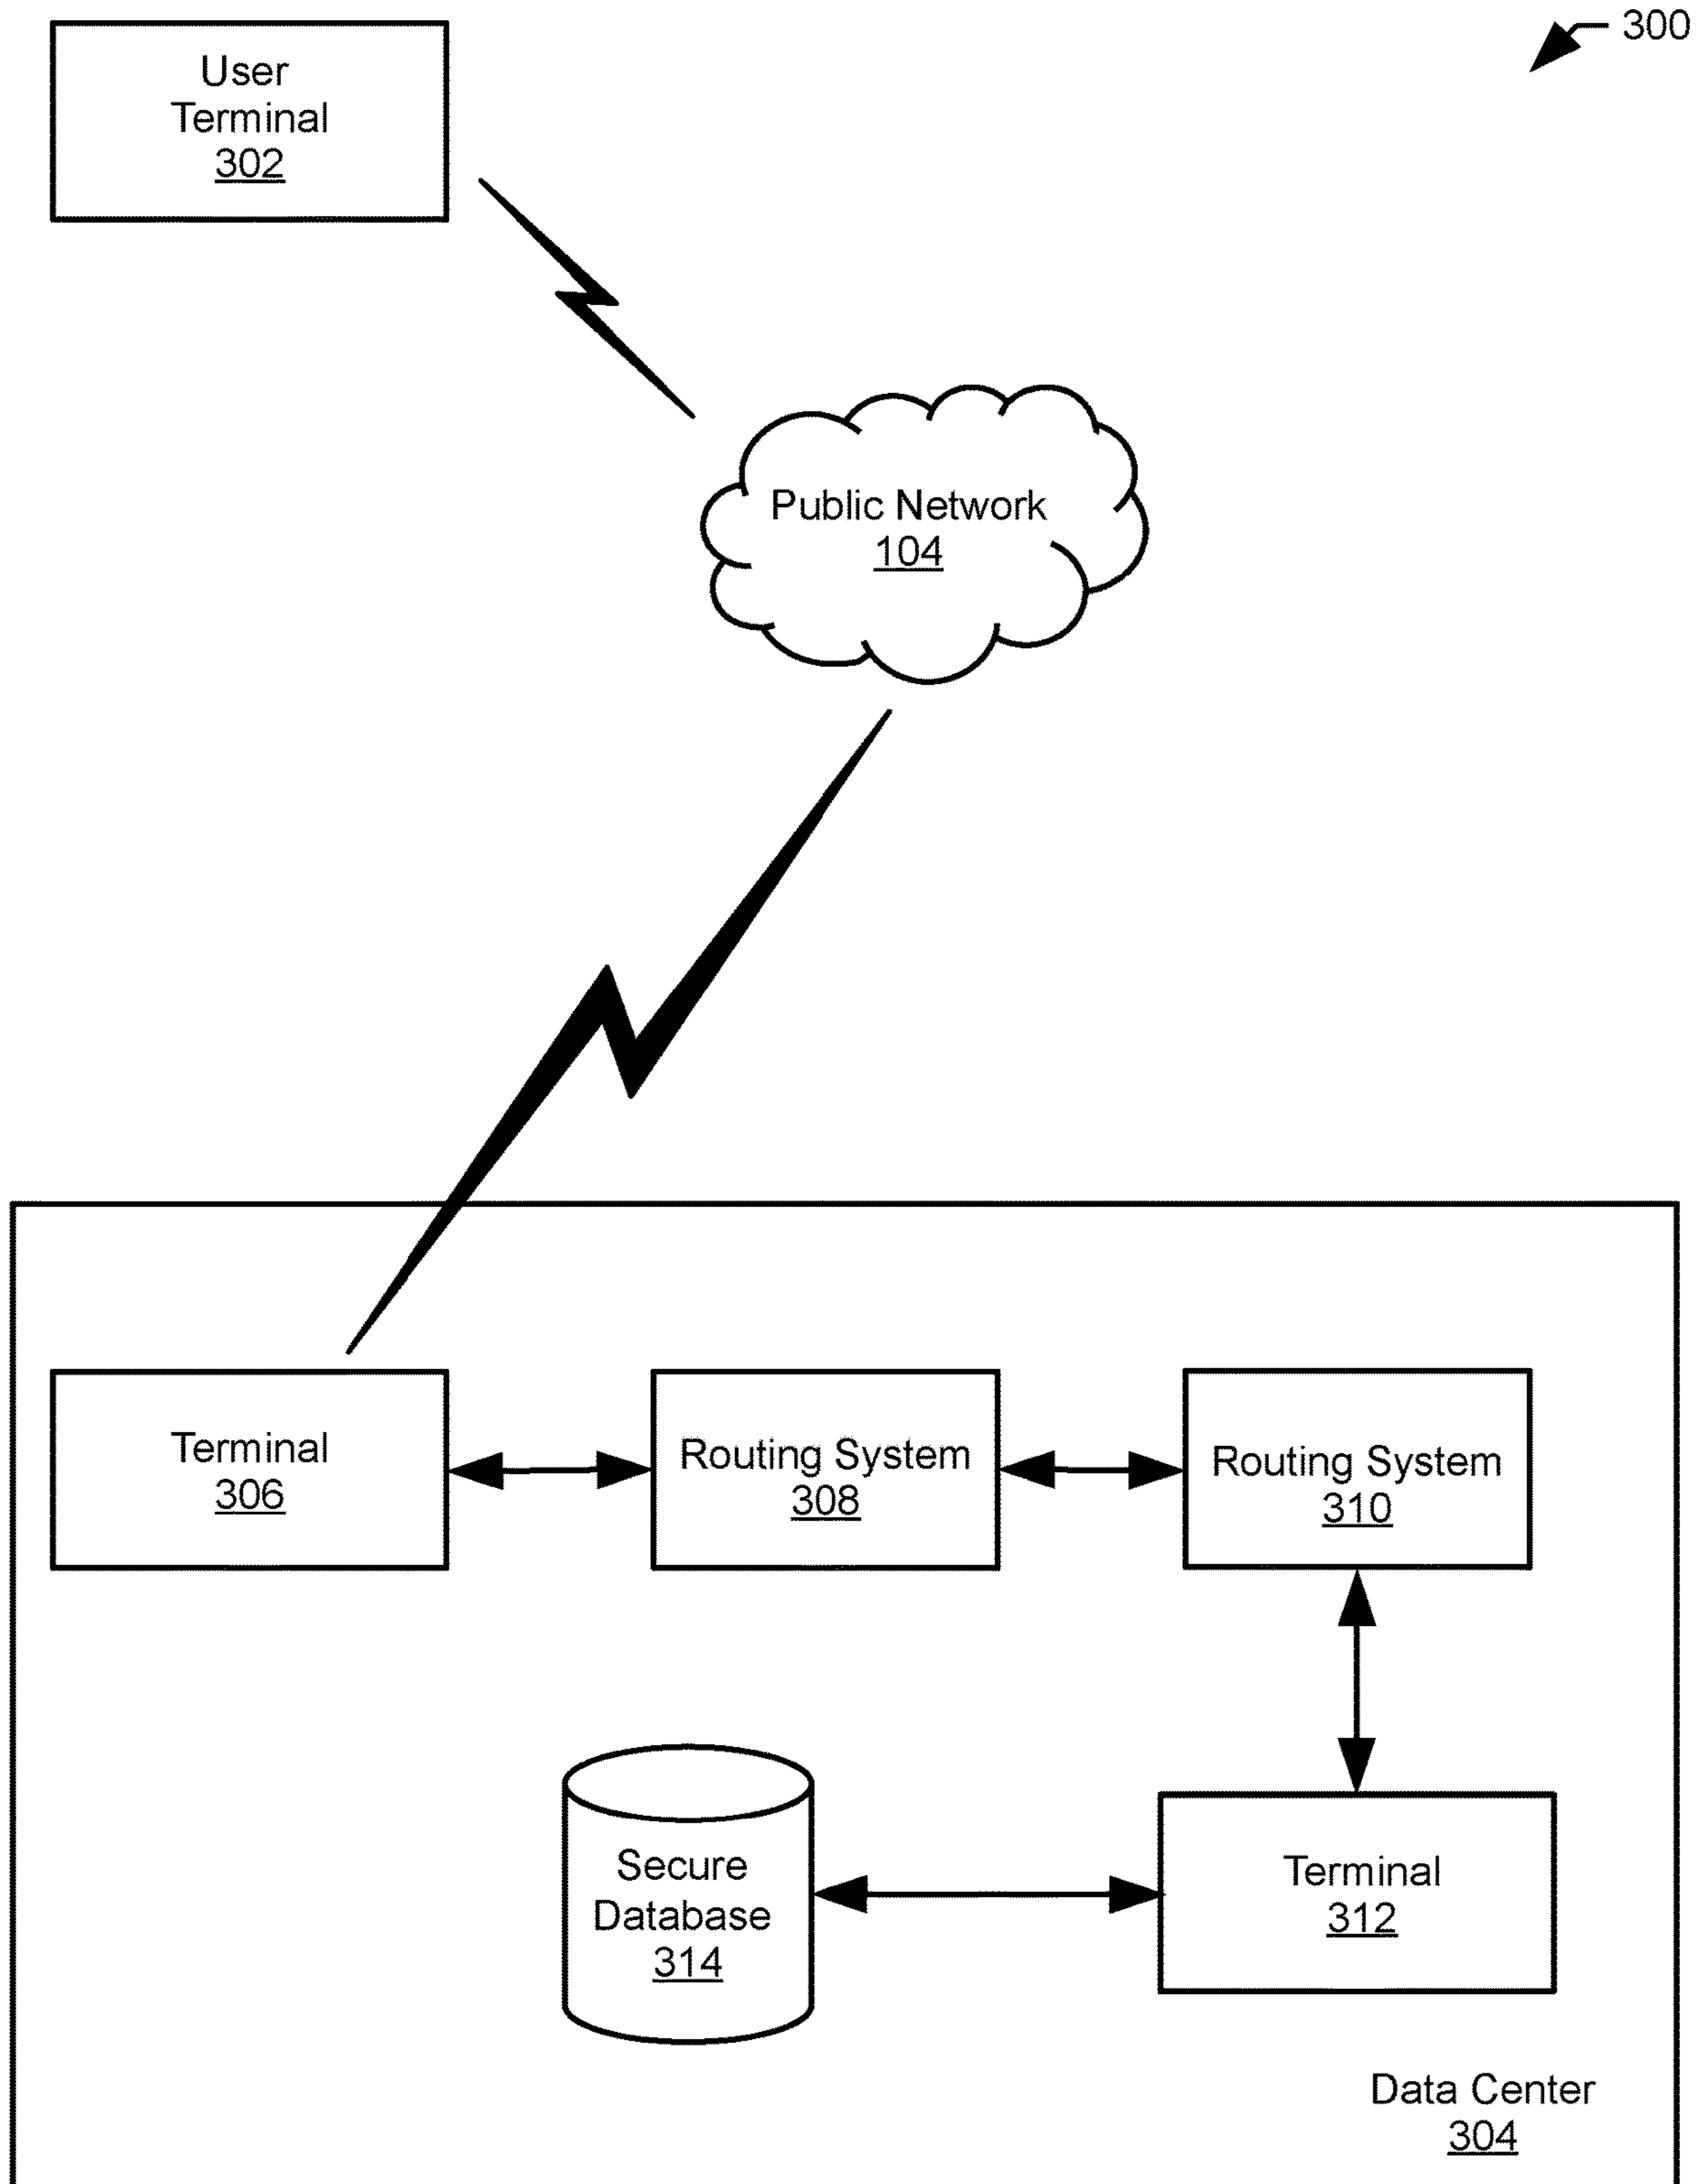 300
User
Terminal
302
Public Network
104
Terminal
306
Routing System
308
Routing System
310
Secure
Database
314
Terminal
312
Data Center
304